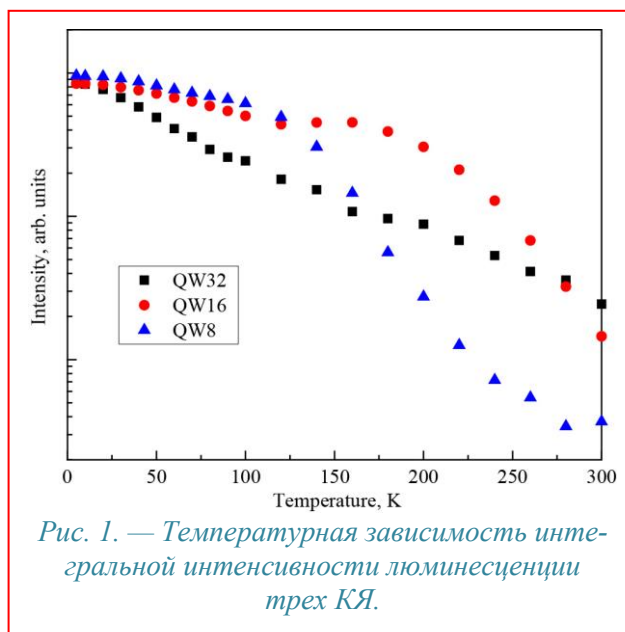 Intensity, arb. units
QW32
QW16
QW8
0 50 100 150 200 250 300
Temperature, K
Рис. 1. — Температурная зависимость инте-
гральной интенсивности люминесценции
трех КЯ.